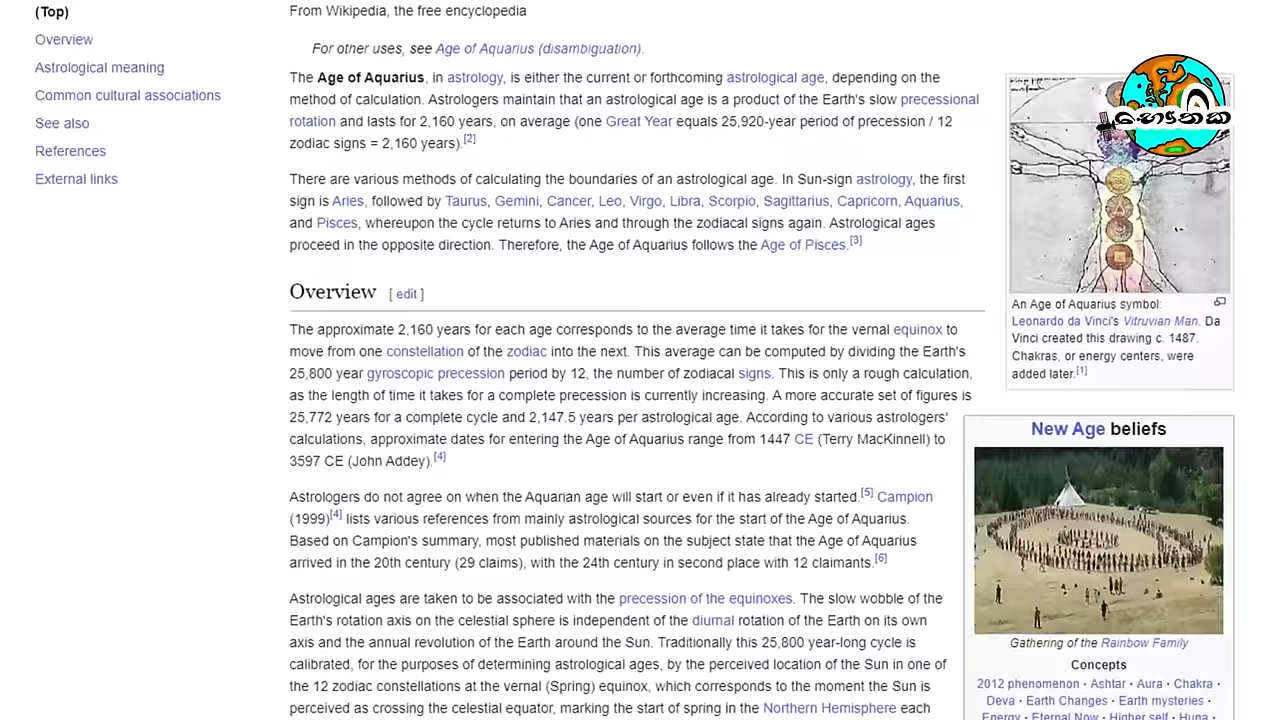 (Top)
Overview
Astrological meaning
Common cultural associations
See also
References
External links
From Wikipedia, the free encyclopedia
For other uses, see Age of Aquarius (disambiguation).
The Age of Aquarius, in astrology, is either the current or forthcoming astrological age, depending on the
method of calculation. Astrologers maintain that an astrological age is a product of the Earth's slow precessional
rotation and lasts for 2,160 years, on average (one Great Year equals 25,920-year period of precession / 12
zodiac signs = 2,160 years).[2]
There are various methods of calculating the boundaries of an astrological age. In Sun-sign astrology, the first
sign is Aries, followed by Taurus, Gemini, Cancer, Leo, Virgo, Libra, Scorpio, Sagittarius, Capricorn, Aquarius,
and Pisces, whereupon the cycle returns to Aries and through the zodiacal signs again. Astrological ages
proceed in the opposite direction. Therefore, the Age of Aquarius follows the Age of Pisces.[3]
Overview [ edit ]
The approximate 2,160 years for each age corresponds to the average time it takes for the vernal equinox to
move from one constellation of the zodiac into the next. This average can be computed by dividing the Earth's
25,800 year gyroscopic precession period by 12, the number of zodiacal signs. This is only a rough calculation,
as the length of time it takes for a complete precession is currently increasing. A more accurate set of figures is
25,772 years for a complete cycle and 2,147.5 years per astrological age. According to various astrologers'
calculations, approximate dates for entering the Age of Aquarius range from 1447 CE (Terry MacKinnell) to
3597 CE (John Addey).[4]
Astrologers do not agree on when the Aquarian age will start or even if it has already started.[5] Campion
(1999)[4] lists various references from mainly astrological sources for the start of the Age of Aquarius.
Based on Campion's summary, most published materials on the subject state that the Age of Aquarius
arrived in the 20th century (29 claims), with the 24th century in second place with 12 claimants.[6]
Astrological ages are taken to be associated with the precession of the equinoxes. The slow wobble of the
Earth's rotation axis on the celestial sphere is independent of the diurnal rotation of the Earth on its own
axis and the annual revolution of the Earth around the Sun. Traditionally this 25,800 year-long cycle is
calibrated, for the purposes of determining astrological ages, by the perceived location of the Sun in one of
the 12 zodiac constellations at the vernal (Spring) equinox, which corresponds to the moment the Sun is
perceived as crossing the celestial equator, marking the start of spring in the Northern Hemisphere each
An Age of Aquarius symbol:
Leonardo da Vinci's Vitruvian Man. Da
Vinci created this drawing c. 1487.
Chakras, or energy centers, were
added later.[1]
New Age beliefs
Gathering of the Rainbow Family
Concepts
2012 phenomenon · Ashtar · Aura · Chakra ·
Deva · Earth Changes · Earth mysteries ·
Energy · Eternal Now · Higher self · Huna ·